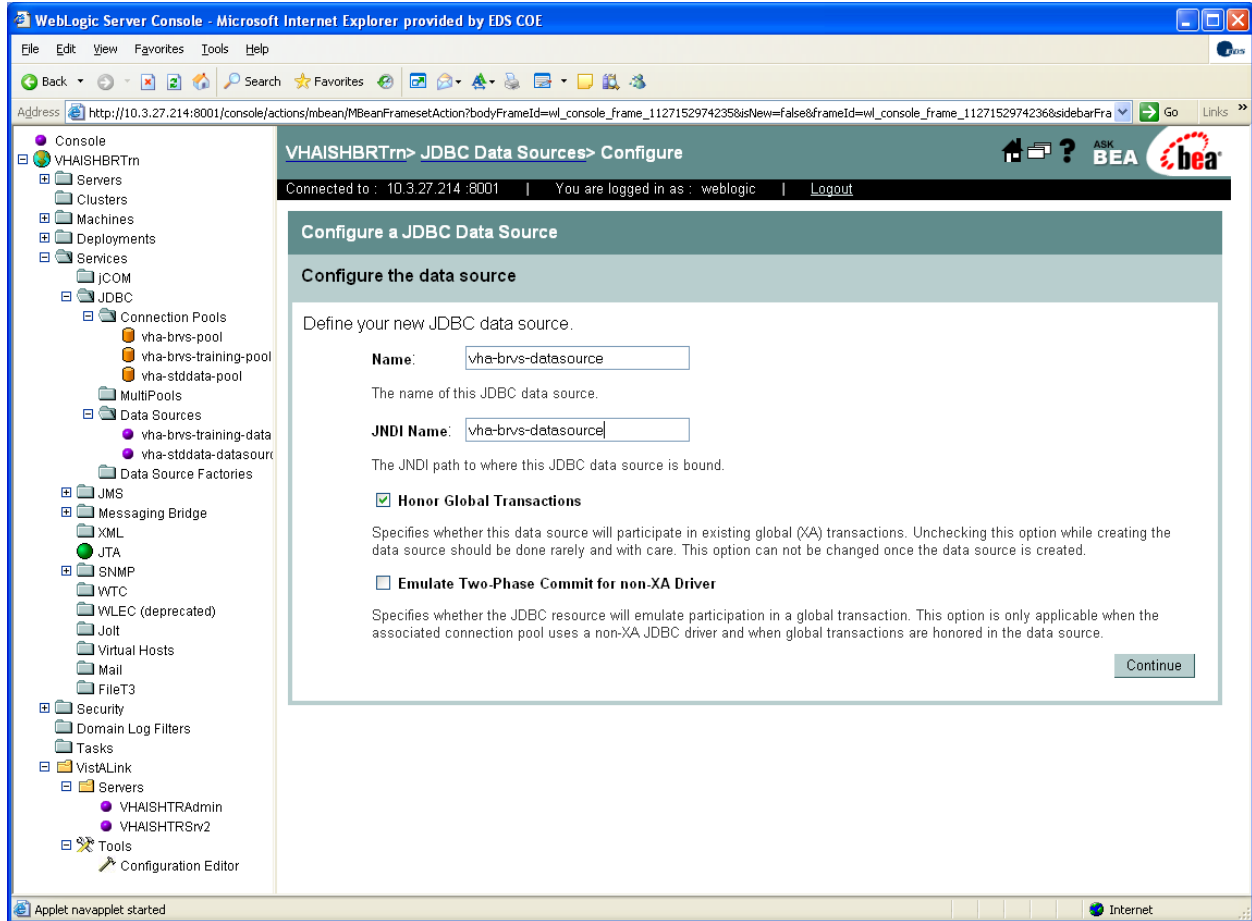 WebLogic Server Console - Microsoft Internet Explorer provided by EDS COE
File Edit View Favorites Tools Help
EDS
Back Search Favorites
Address http://10.3.27.214:8001/console/actions/mbean/MBeanFramesetAction?bodyFrameId=wl_console_frame_1127152974235&isNew=false&frameId=wl_console_frame_1127152974236&sidebarFra Go Links »
Console
VHAISHBRTrn
Servers
Clusters
Machines
Deployments
Services
jCOM
JDBC
Connection Pools
vha-brvs-pool
vha-brvs-training-pool
vha-stddata-pool
MultiPools
Data Sources
vha-brvs-training-data
vha-stddata-datasourc
Data Source Factories
JMS
Messaging Bridge
XML
JTA
SNMP
WTC
WLEC (deprecated)
Jolt
Virtual Hosts
Mail
FileT3
Security
Domain Log Filters
Tasks
VistALink
Servers
VHAISHTRAdmin
VHAISHTRSrv2
Tools
Configuration Editor
VHAISHBRTrn> JDBC Data Sources> Configure
? ASK BEA bea
Connected to : 10.3.27.214 :8001 | You are logged in as : weblogic | Logout
Configure a JDBC Data Source
Configure the data source
Define your new JDBC data source.
Name: vha-brvs-datasource
The name of this JDBC data source.
JNDI Name: vha-brvs-datasource
The JNDI path to where this JDBC data source is bound.
Honor Global Transactions
Specifies whether this data source will participate in existing global (XA) transactions. Unchecking this option while creating the
data source should be done rarely and with care. This option can not be changed once the data source is created.
Emulate Two-Phase Commit for non-XA Driver
Specifies whether the JDBC resource will emulate participation in a global transaction. This option is only applicable when the
associated connection pool uses a non-XA JDBC driver and when global transactions are honored in the data source.
Continue
Applet navapplet started
Internet